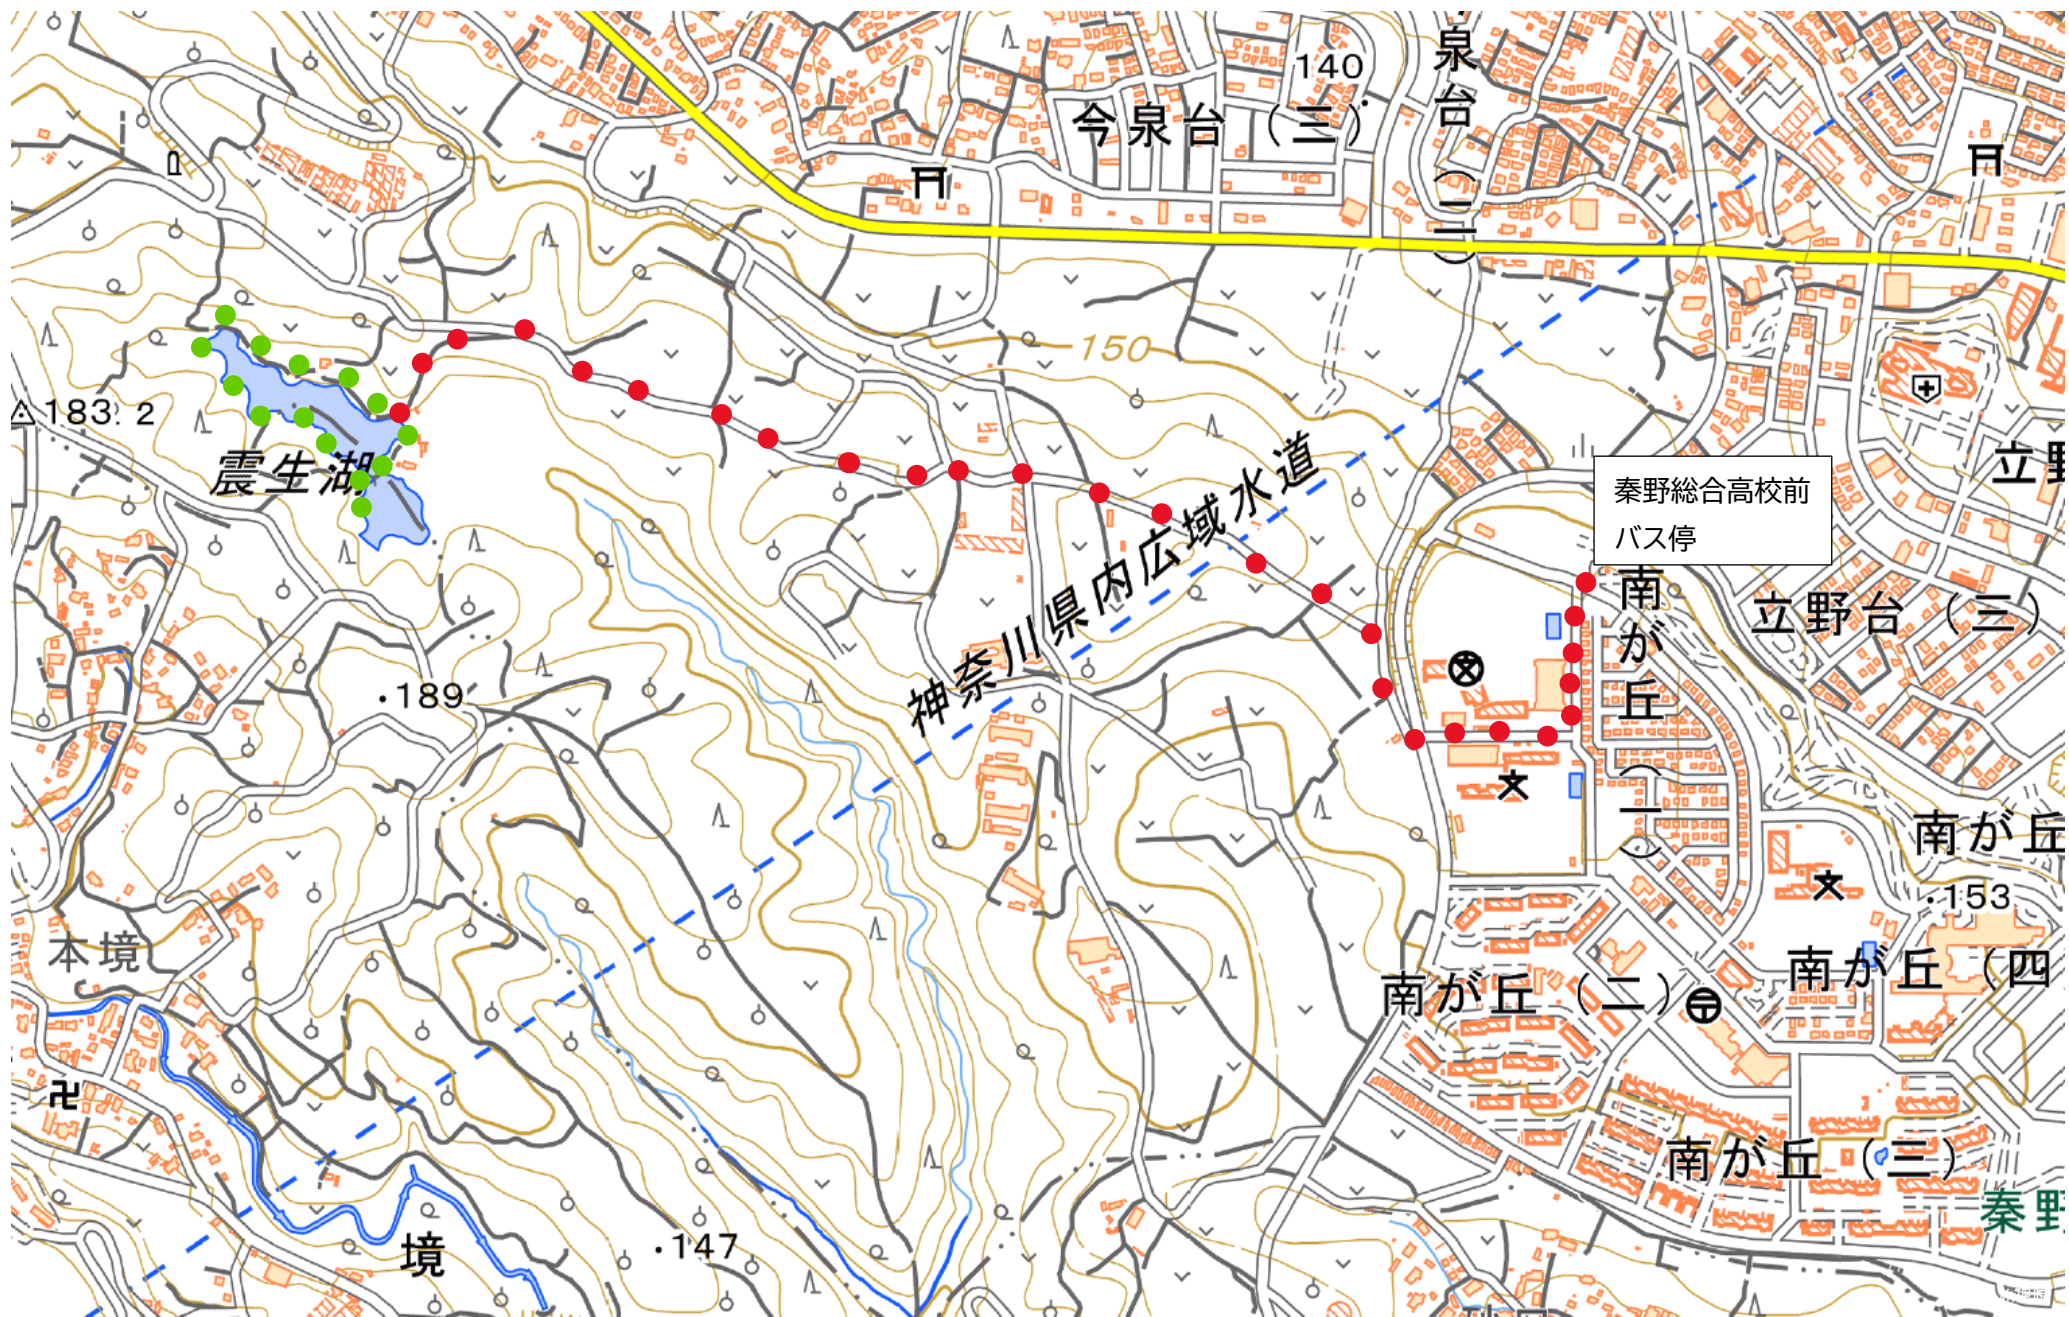 140
泉台(二)
今泉台(三)
150
183.2
震生湖
神奈川県内広域水道
秦野総合高校前
バス停
立野台(三)
南が丘(一)
189
南が丘
153
本境
南が丘(二)
南が丘(四
南が丘(三)
秦野
境
147